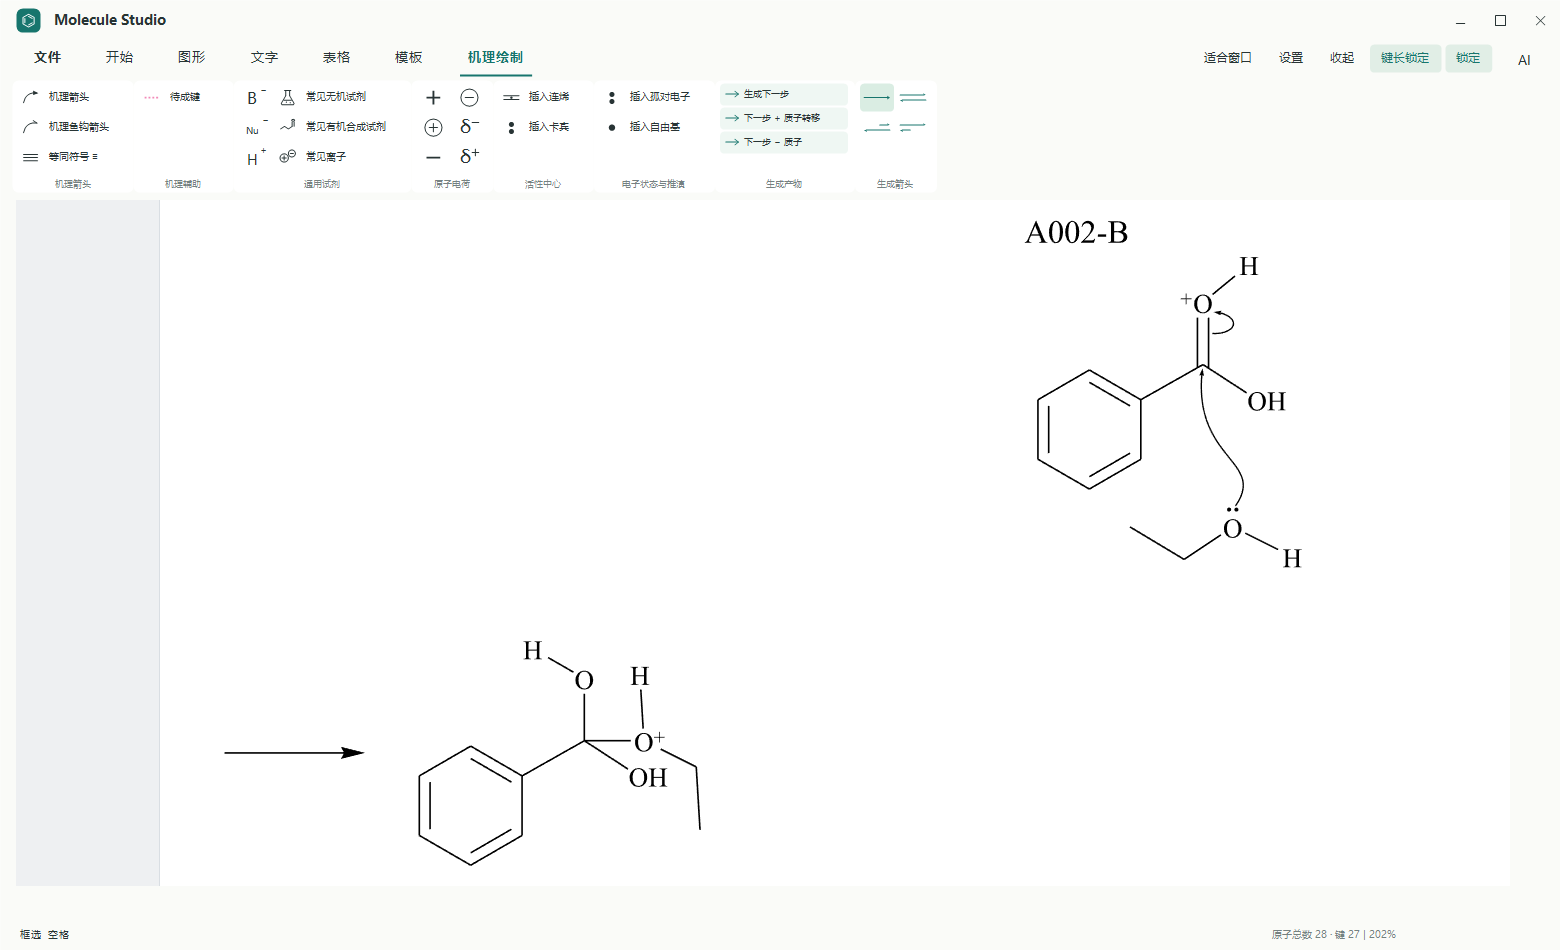 Molecule Studio
文件 开始 图形 文字 表格 模板 机理绘制 适合窗口 设置 收起 键长锁定 锁定 AI
机理箭头 待成键 B⁻ 常见无机试剂 + ⊖ 插入连烯 插入孤对电子 生成下一步
机理鱼钩箭头 Nu⁻ 常见有机合成试剂 ⊕ δ⁻ 插入卡宾 插入自由基 下一步 + 质子转移
等同符号 ≡ H⁺ 常见离子 − δ⁺ 下一步 − 质子
机理箭头 机理辅助 通用试剂 原子电荷 活性中心 电子状态与推演 生成产物 生成箭头
A002-B
H
+O
OH
O
H
H
O H
O+
OH
框选 空格 原子总数 28 · 键 27 | 202%